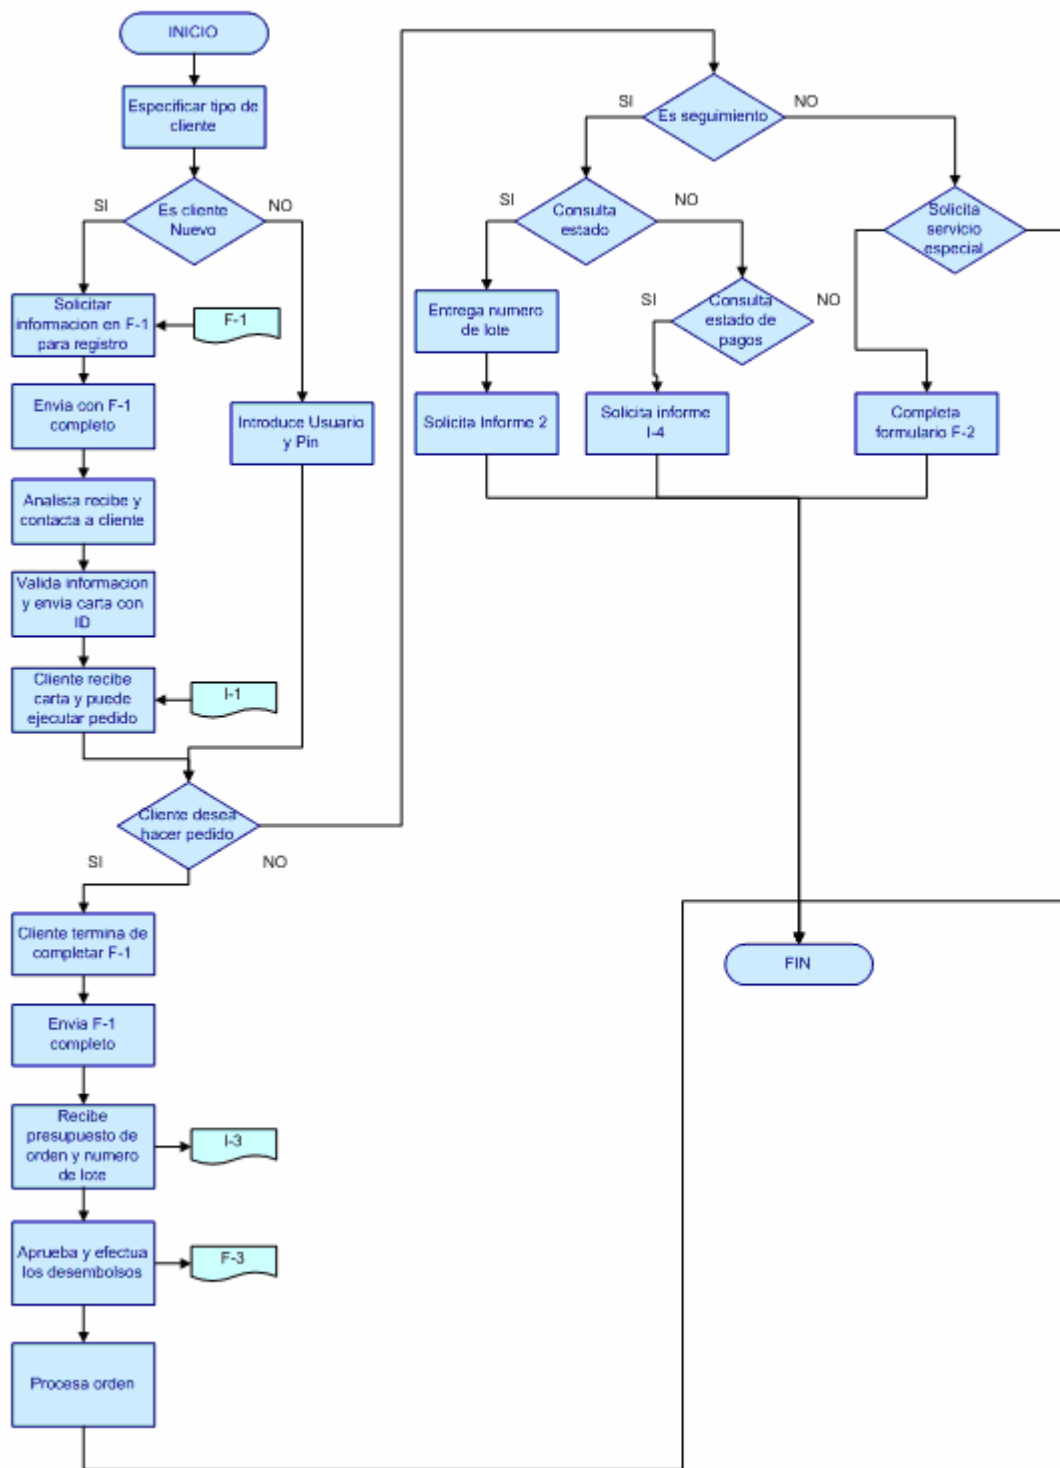 INICIO
Especificar tipo de
cliente
Es cliente
Nuevo
SI
NO
Solicitar
informacion en F-1
para registro
F-1
Envia con F-1
completo
Introduce Usuario
y Pin
Analista recibe y
contacta a cliente
Valida informacion
y envia carta con
ID
Cliente recibe
carta y puede
ejecutar pedido
I-1
Cliente desea
hacer pedido
SI
NO
Cliente termina de
completar F-1
Envia F-1
completo
Recibe
presupuesto de
orden y numero
de lote
I-3
Aprueba y efectua
los desembolsos
F-3
Procesa orden
Es seguimiento
SI
NO
Consulta
estado
SI
NO
Solicita
servicio
especial
Entrega numero
de lote
Consulta
estado de
pagos
SI
NO
Solicita Informe 2
Solicita informe
I-4
Completa
formulario F-2
FIN